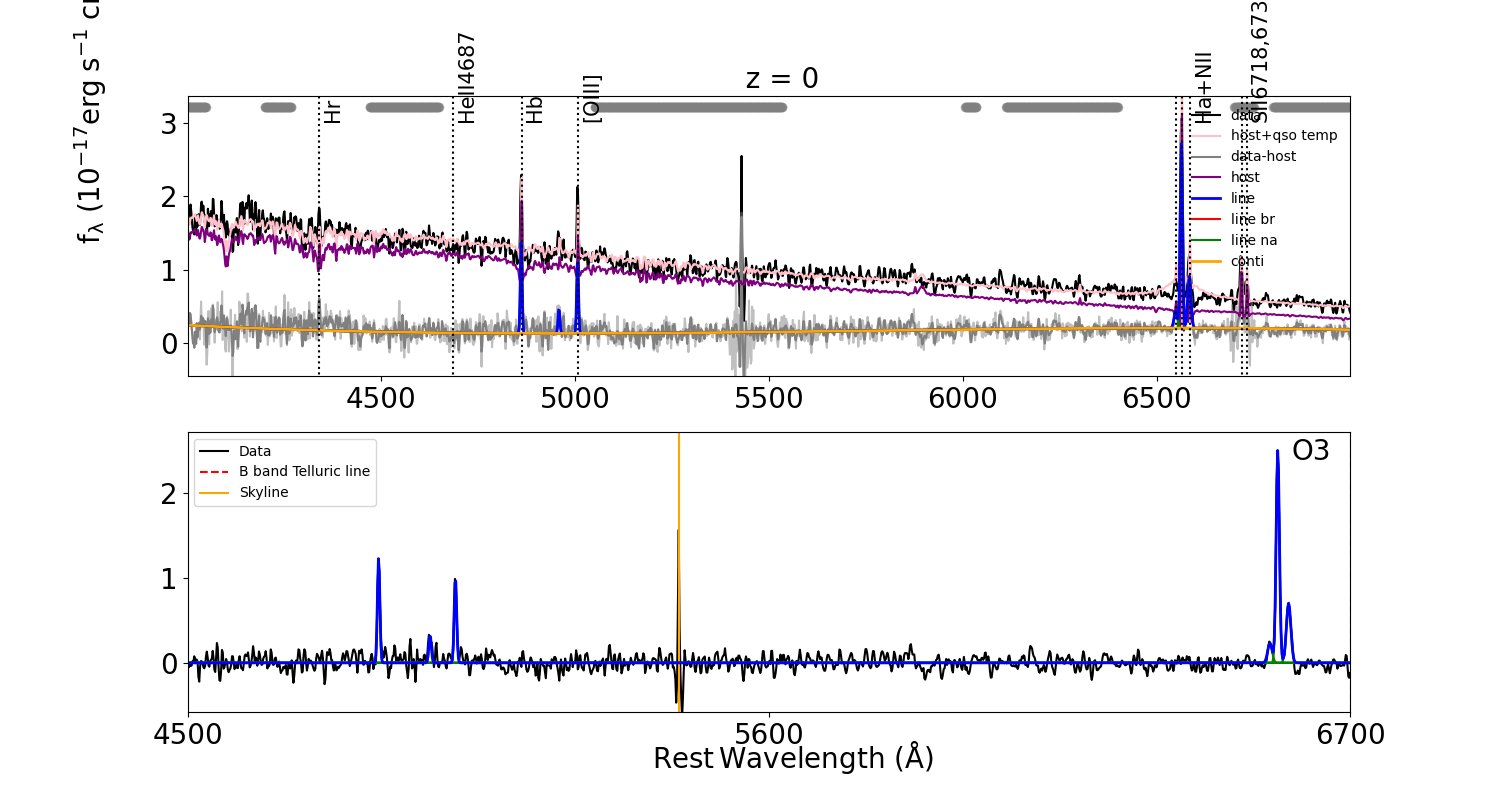 f_λ (10^−17 erg s^−1 c
z = 0
Hr
HeII4687
Hb
[OIII]
Ha+NII
SII6718,673
data
host+qso temp
data-host
host
line
line br
line na
conti
3
2
1
0
4500 5000 5500 6000 6500
Data
B band Telluric line
Skyline
O3
2
1
0
4500 5600 6700
Rest Wavelength (Å)